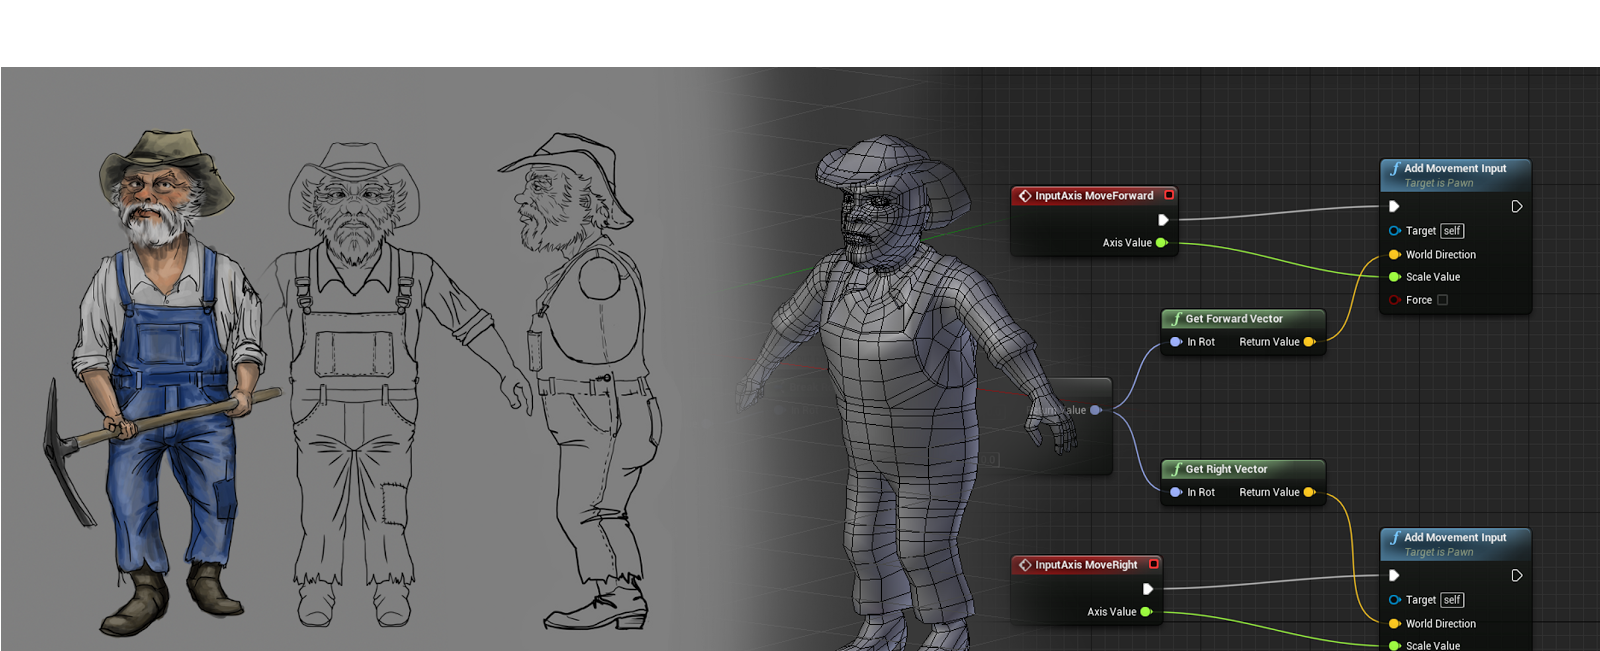 InputAxis MoveForward
Axis Value
Add Movement Input
Target is Pawn
Target self
World Direction
Scale Value
Force
Get Forward Vector
In Rot Return Value
Value
Get Right Vector
In Rot Return Value
InputAxis MoveRight
Axis Value
Add Movement Input
Target is Pawn
Target self
World Direction
Scale Value